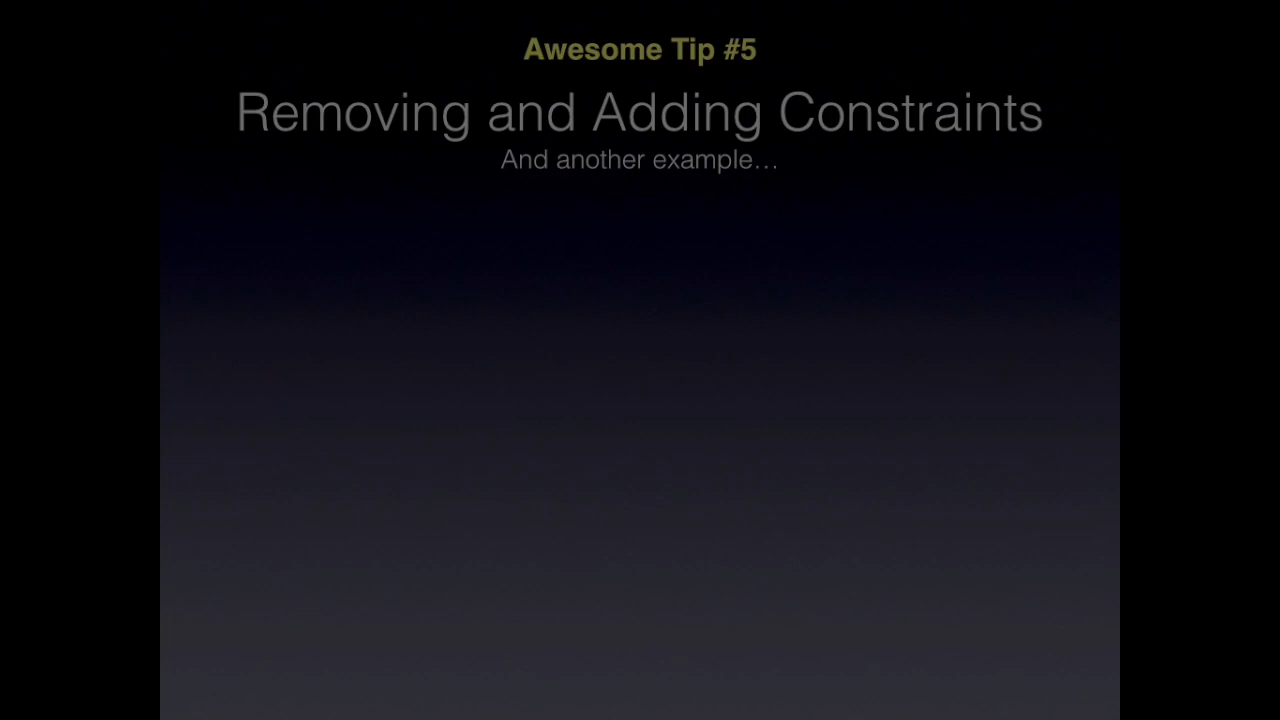 Awesome Tip #5
Removing and Adding Constraints
And another example…